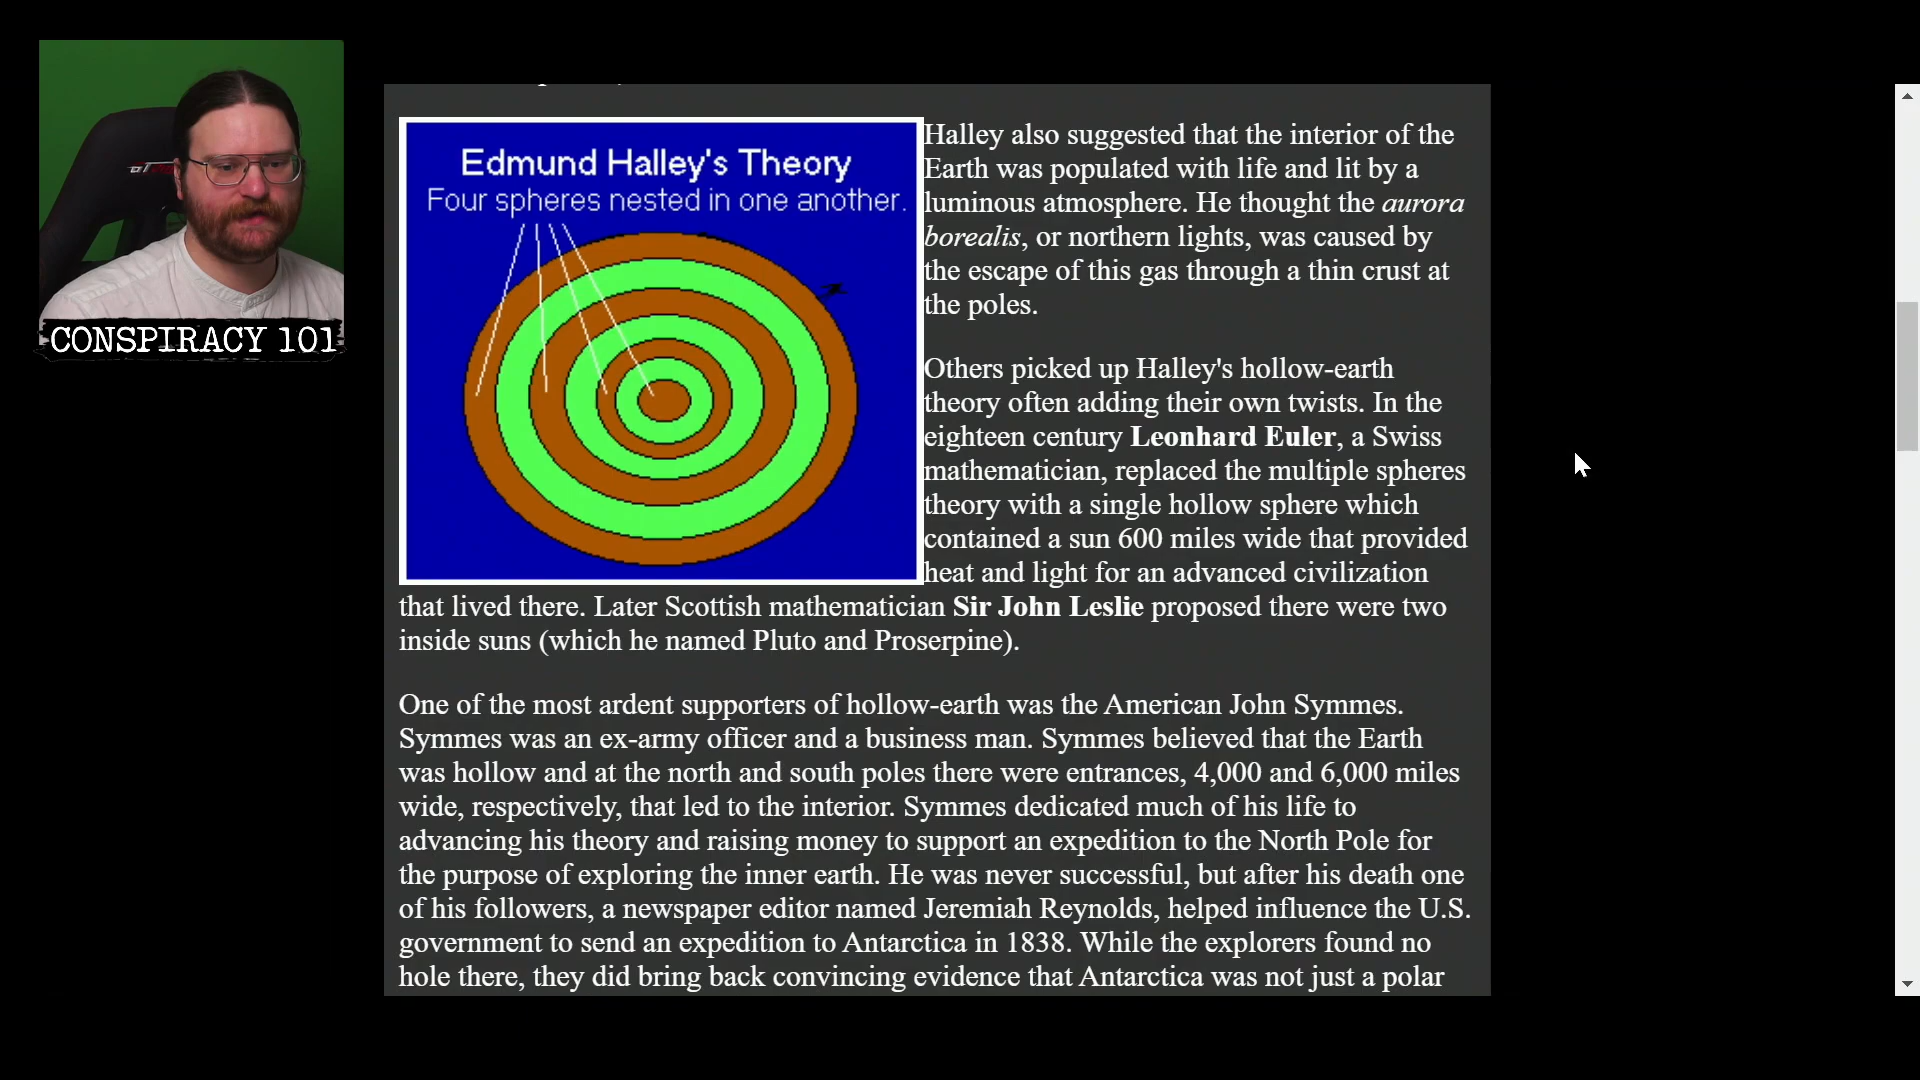 CONSPIRACY 101
Edmund Halley's Theory
Four spheres nested in one another.
Halley also suggested that the interior of the
Earth was populated with life and lit by a
luminous atmosphere. He thought the aurora
borealis, or northern lights, was caused by
the escape of this gas through a thin crust at
the poles.
Others picked up Halley's hollow-earth
theory often adding their own twists. In the
eighteen century Leonhard Euler, a Swiss
mathematician, replaced the multiple spheres
theory with a single hollow sphere which
contained a sun 600 miles wide that provided
heat and light for an advanced civilization
that lived there. Later Scottish mathematician Sir John Leslie proposed there were two
inside suns (which he named Pluto and Proserpine).
One of the most ardent supporters of hollow-earth was the American John Symmes.
Symmes was an ex-army officer and a business man. Symmes believed that the Earth
was hollow and at the north and south poles there were entrances, 4,000 and 6,000 miles
wide, respectively, that led to the interior. Symmes dedicated much of his life to
advancing his theory and raising money to support an expedition to the North Pole for
the purpose of exploring the inner earth. He was never successful, but after his death one
of his followers, a newspaper editor named Jeremiah Reynolds, helped influence the U.S.
government to send an expedition to Antarctica in 1838. While the explorers found no
hole there, they did bring back convincing evidence that Antarctica was not just a polar